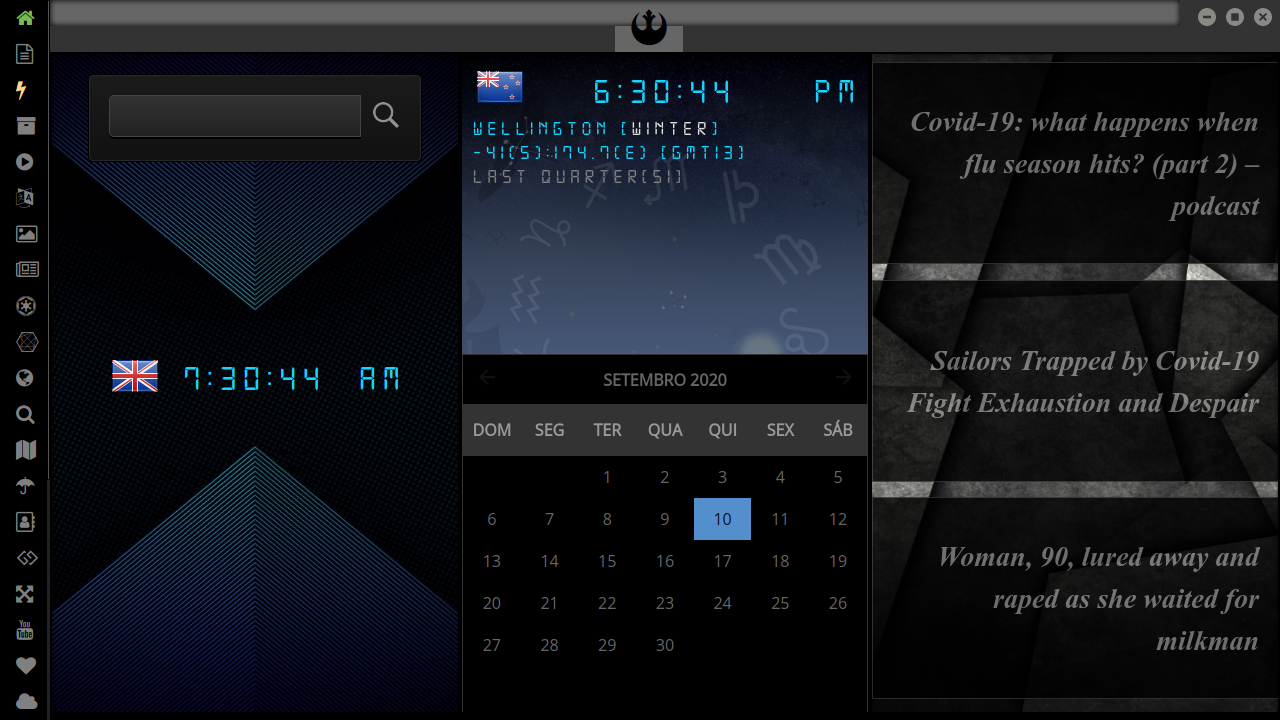 6:30:44 PM
WELLINGTON (WINTER)
-41(S):174.7(E) (GMT13)
LAST QUARTER(51)
7:30:44 AM
SETEMBRO 2020
DOM SEG TER QUA QUI SEX SÁB
1 2 3 4 5
6 7 8 9 10 11 12
13 14 15 16 17 18 19
20 21 22 23 24 25 26
27 28 29 30
Covid-19: what happens when
flu season hits? (part 2) –
podcast
Sailors Trapped by Covid-19
Fight Exhaustion and Despair
Woman, 90, lured away and
raped as she waited for
milkman
You
Tube